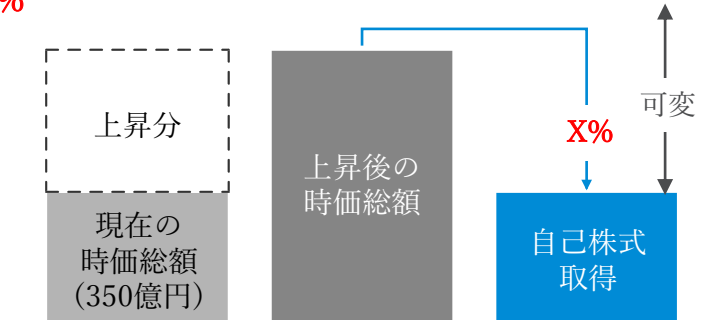 %
上昇分
現在の
時価総額
(350億円)
上昇後の
時価総額
X%
可変
自己株式
取得